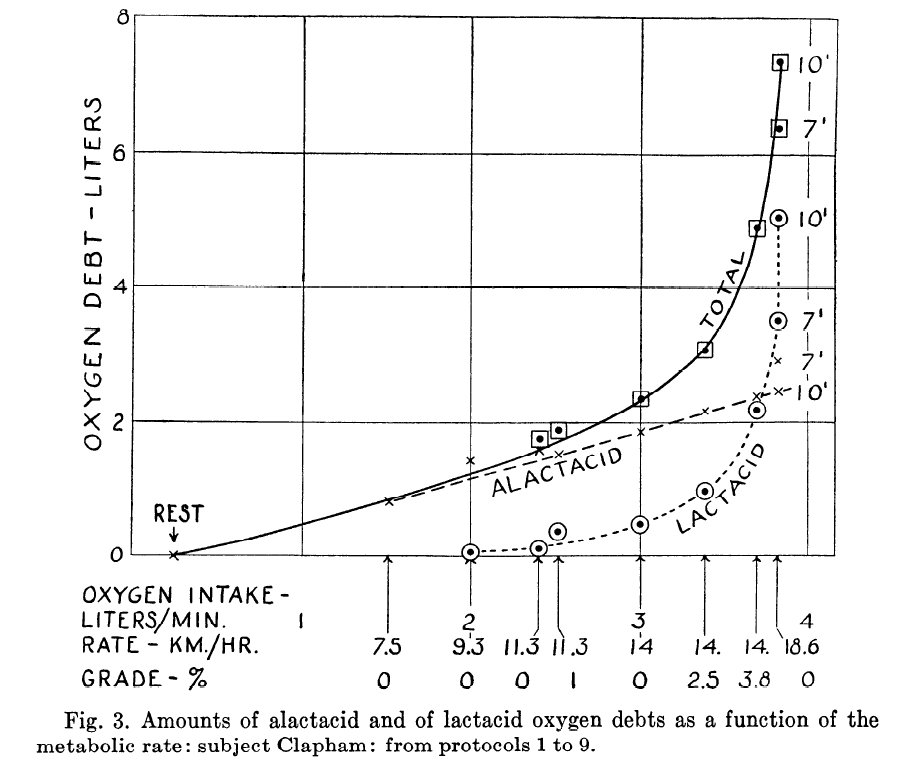 8
10'
7'
6
OXYGEN DEBT - LITERS
10'
TOTAL
4
7'
7'
10'
2
ALACTACID
LACTACID
REST
0
OXYGEN INTAKE -
LITERS/MIN. 1 2 3 4
RATE - KM./HR. 7.5 9.3 11.3 11.3 14 14. 14. 18.6
GRADE - % 0 0 0 1 0 2.5 3.8 0
Fig. 3. Amounts of alactacid and of lactacid oxygen debts as a function of the
metabolic rate: subject Clapham: from protocols 1 to 9.